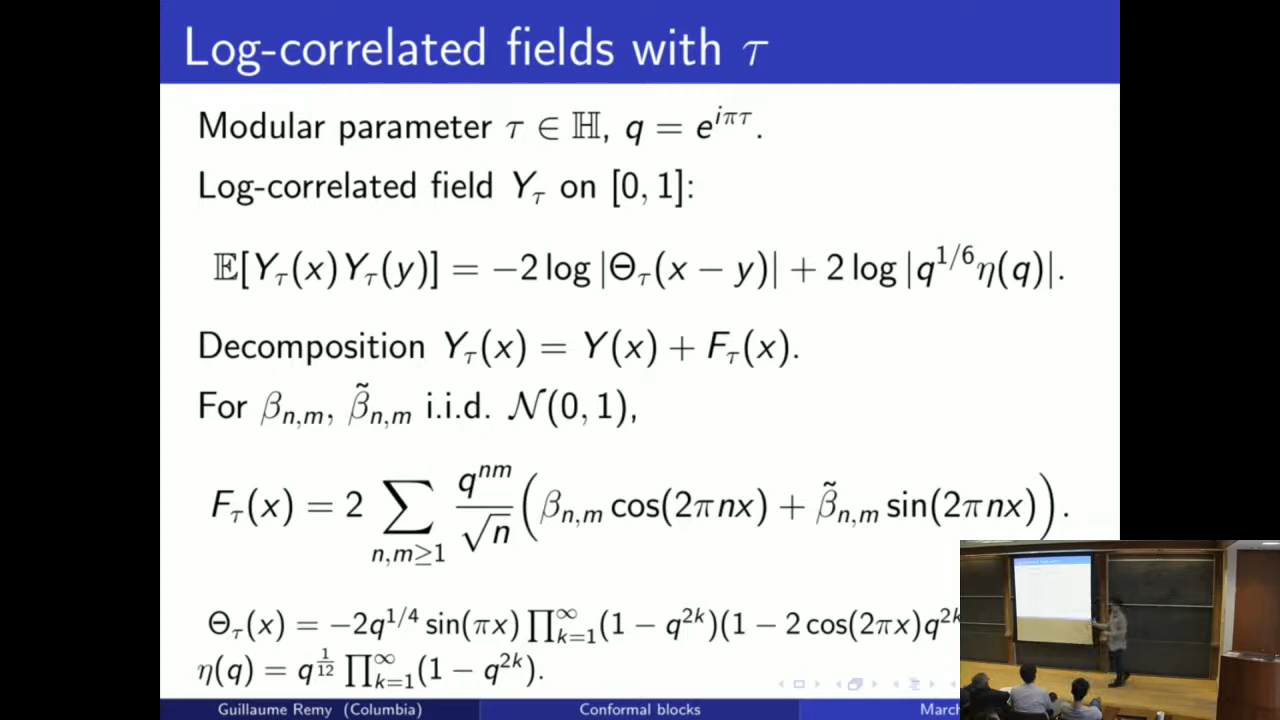 Log-correlated fields with τ
Modular parameter τ ∈ ℍ, q = e^{iπτ}.
Log-correlated field Y_τ on [0, 1]:
𝔼[Y_τ(x)Y_τ(y)] = −2 log |Θ_τ(x − y)| + 2 log |q^{1/6}η(q)|.
Decomposition Y_τ(x) = Y(x) + F_τ(x).
For β_{n,m}, β̃_{n,m} i.i.d. 𝒩(0, 1),
F_τ(x) = 2 ∑_{n,m≥1} \frac{q^{nm}}{\sqrt{n}} (β_{n,m} cos(2πnx) + β̃_{n,m} sin(2πnx)).
Θ_τ(x) = −2q^{1/4} sin(πx) ∏_{k=1}^{∞}(1 − q^{2k})(1 − 2 cos(2πx)q^{2k}
η(q) = q^{\frac{1}{12}} ∏_{k=1}^{∞}(1 − q^{2k}).
Guillaume Remy (Columbia) Conformal blocks March